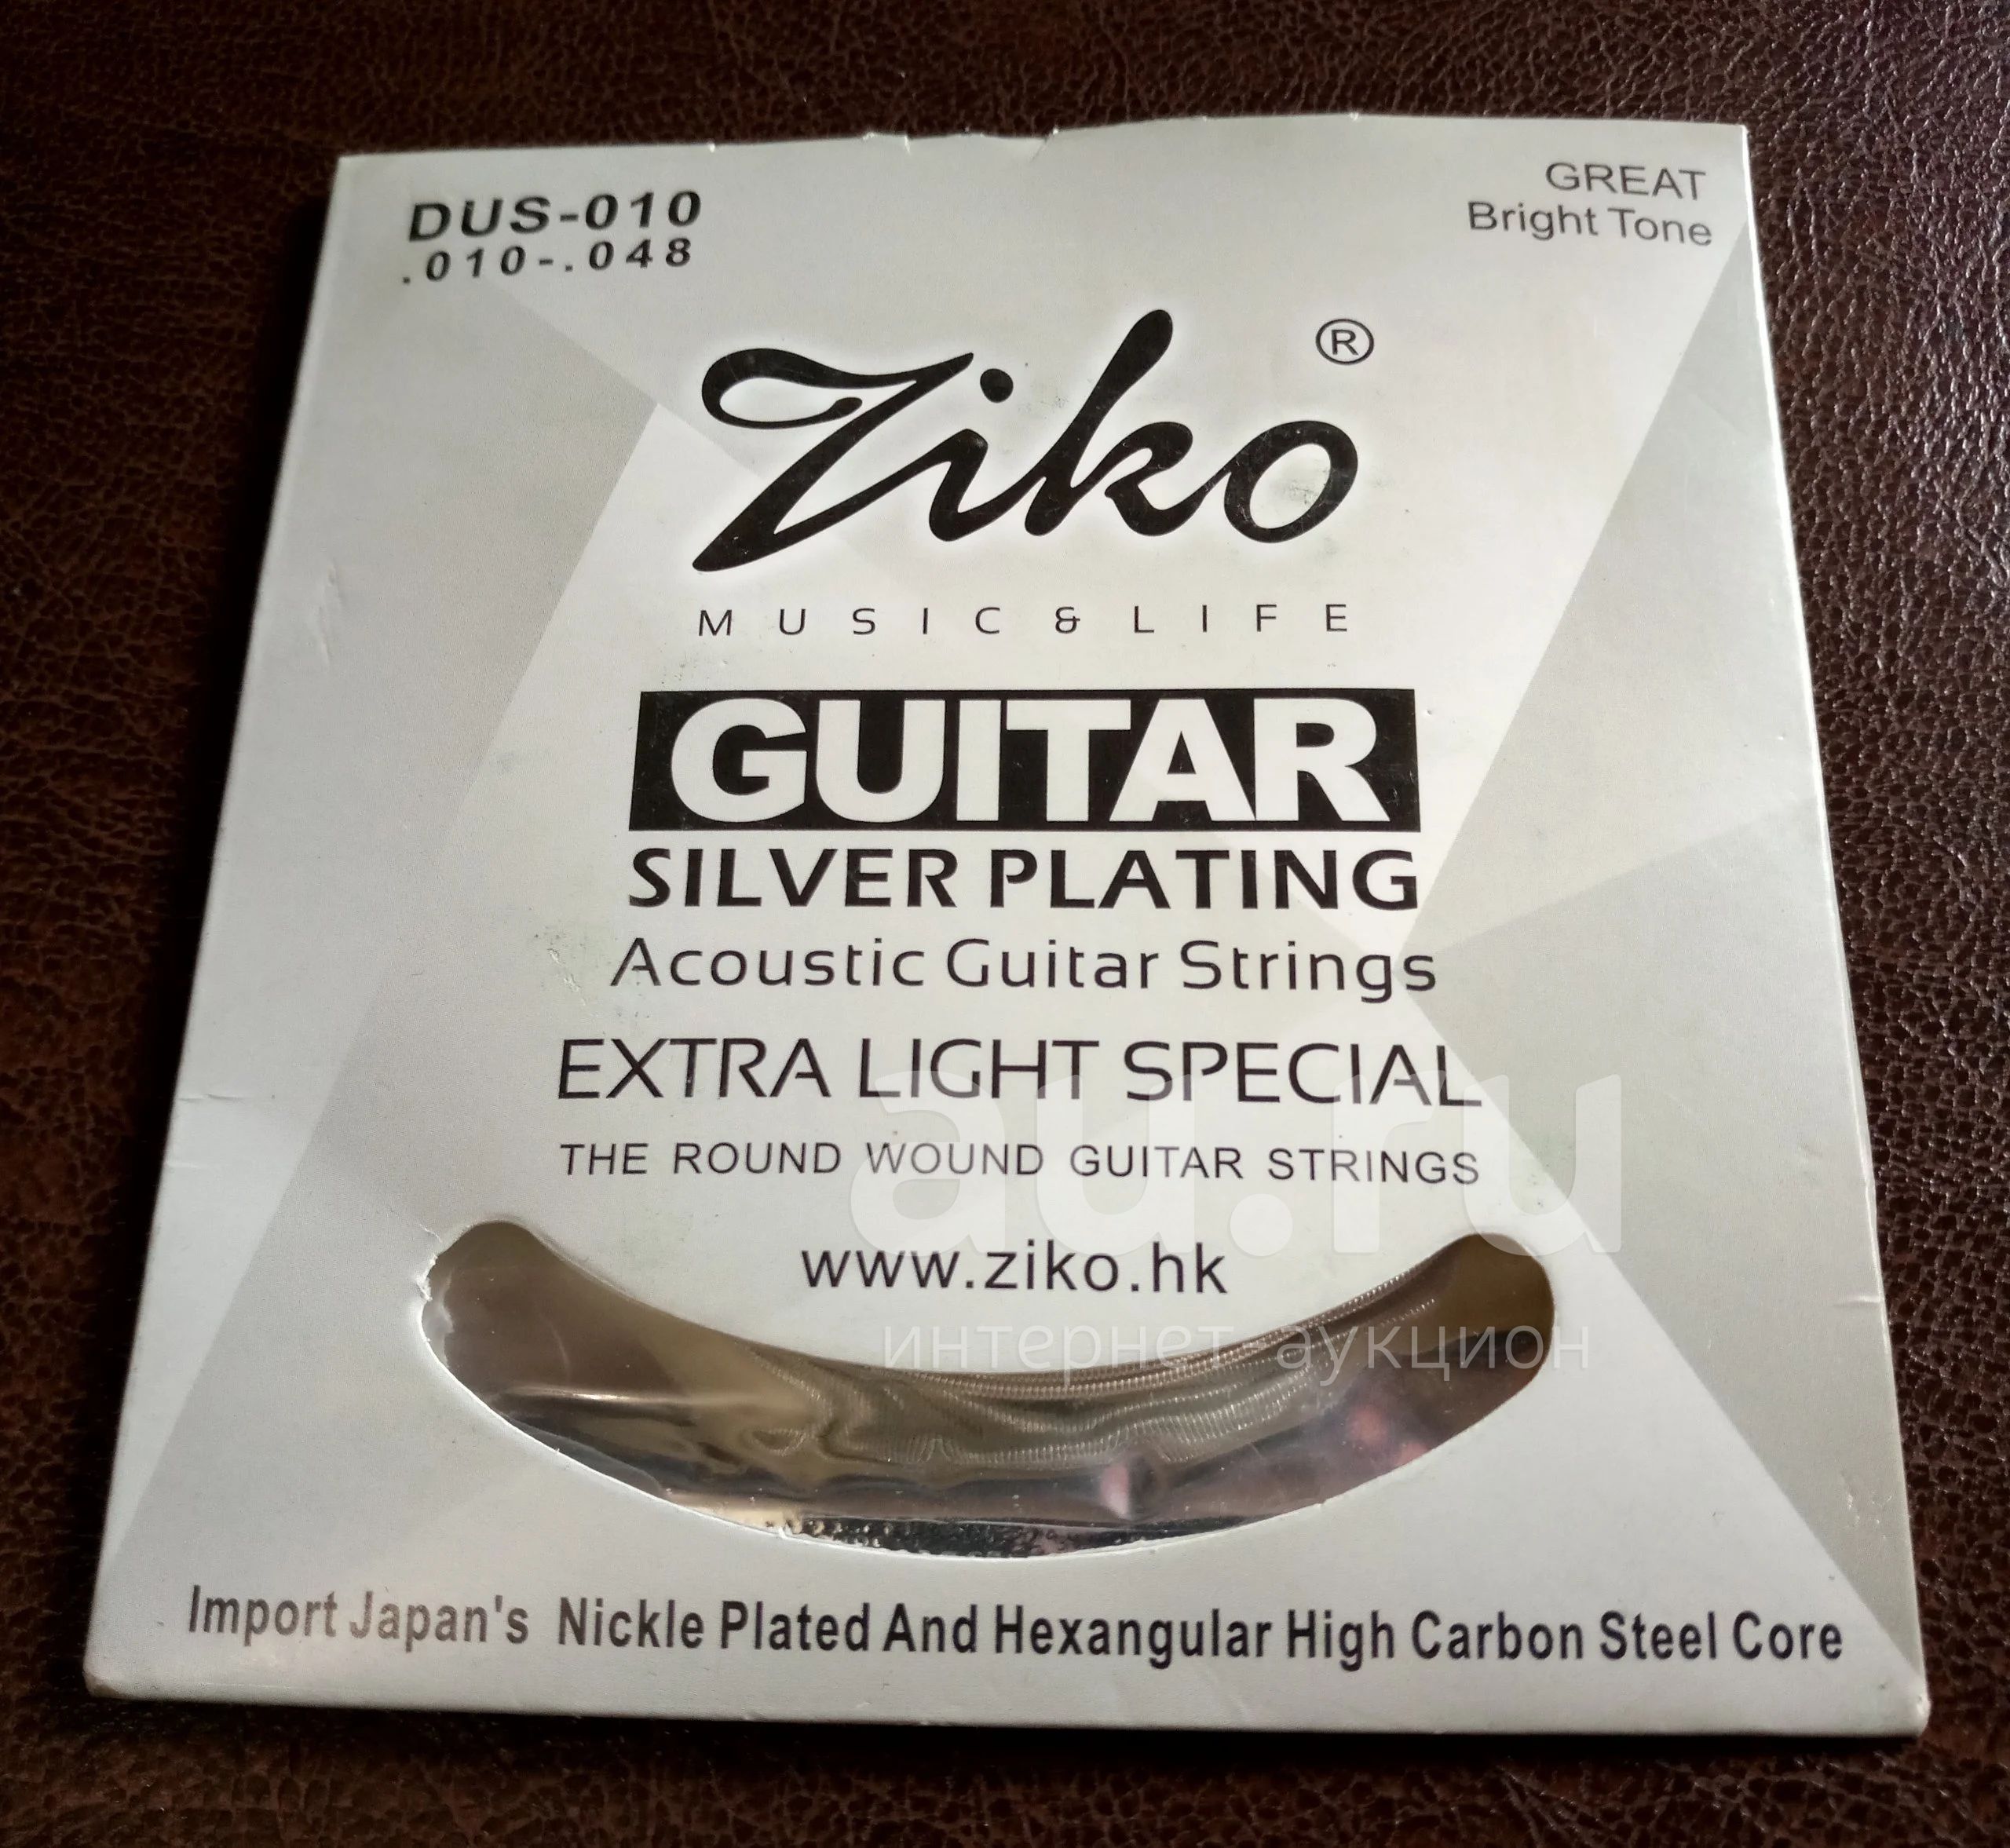 DUS-010
.010-.048
GREAT
Bright Tone
Ziko®
MUSIC & LIFE
GUITAR
SILVER PLATING
Acoustic Guitar Strings
EXTRA LIGHT SPECIAL
au.ru
THE ROUND WOUND GUITAR STRINGS
www.ziko.hk
интернет аукцион
Import Japan's Nickle Plated And Hexangular High Carbon Steel Core